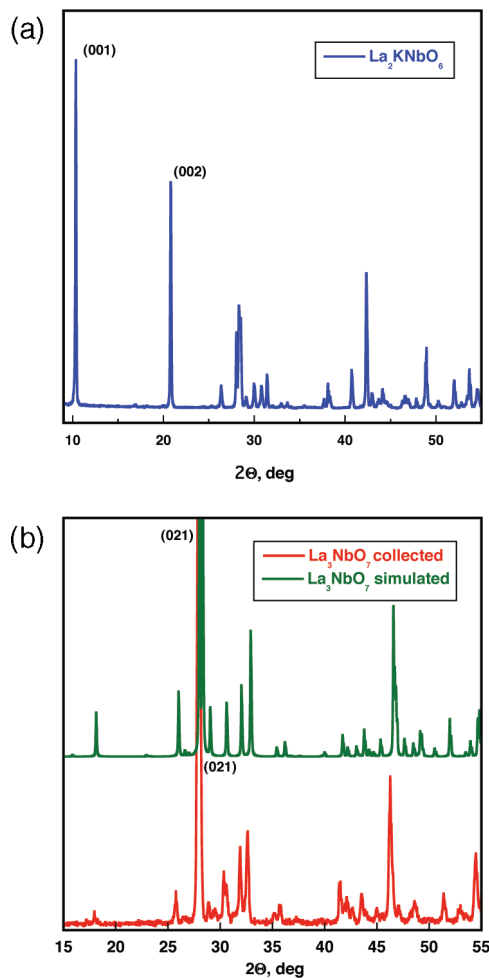 (a)
(001)
La₂KNbO₆
(002)
10 20 30 40 50
2Θ, deg
(b)
(021)
La₃NbO₇ collected
La₃NbO₇ simulated
(021)
15 20 25 30 35 40 45 50 55
2Θ, deg